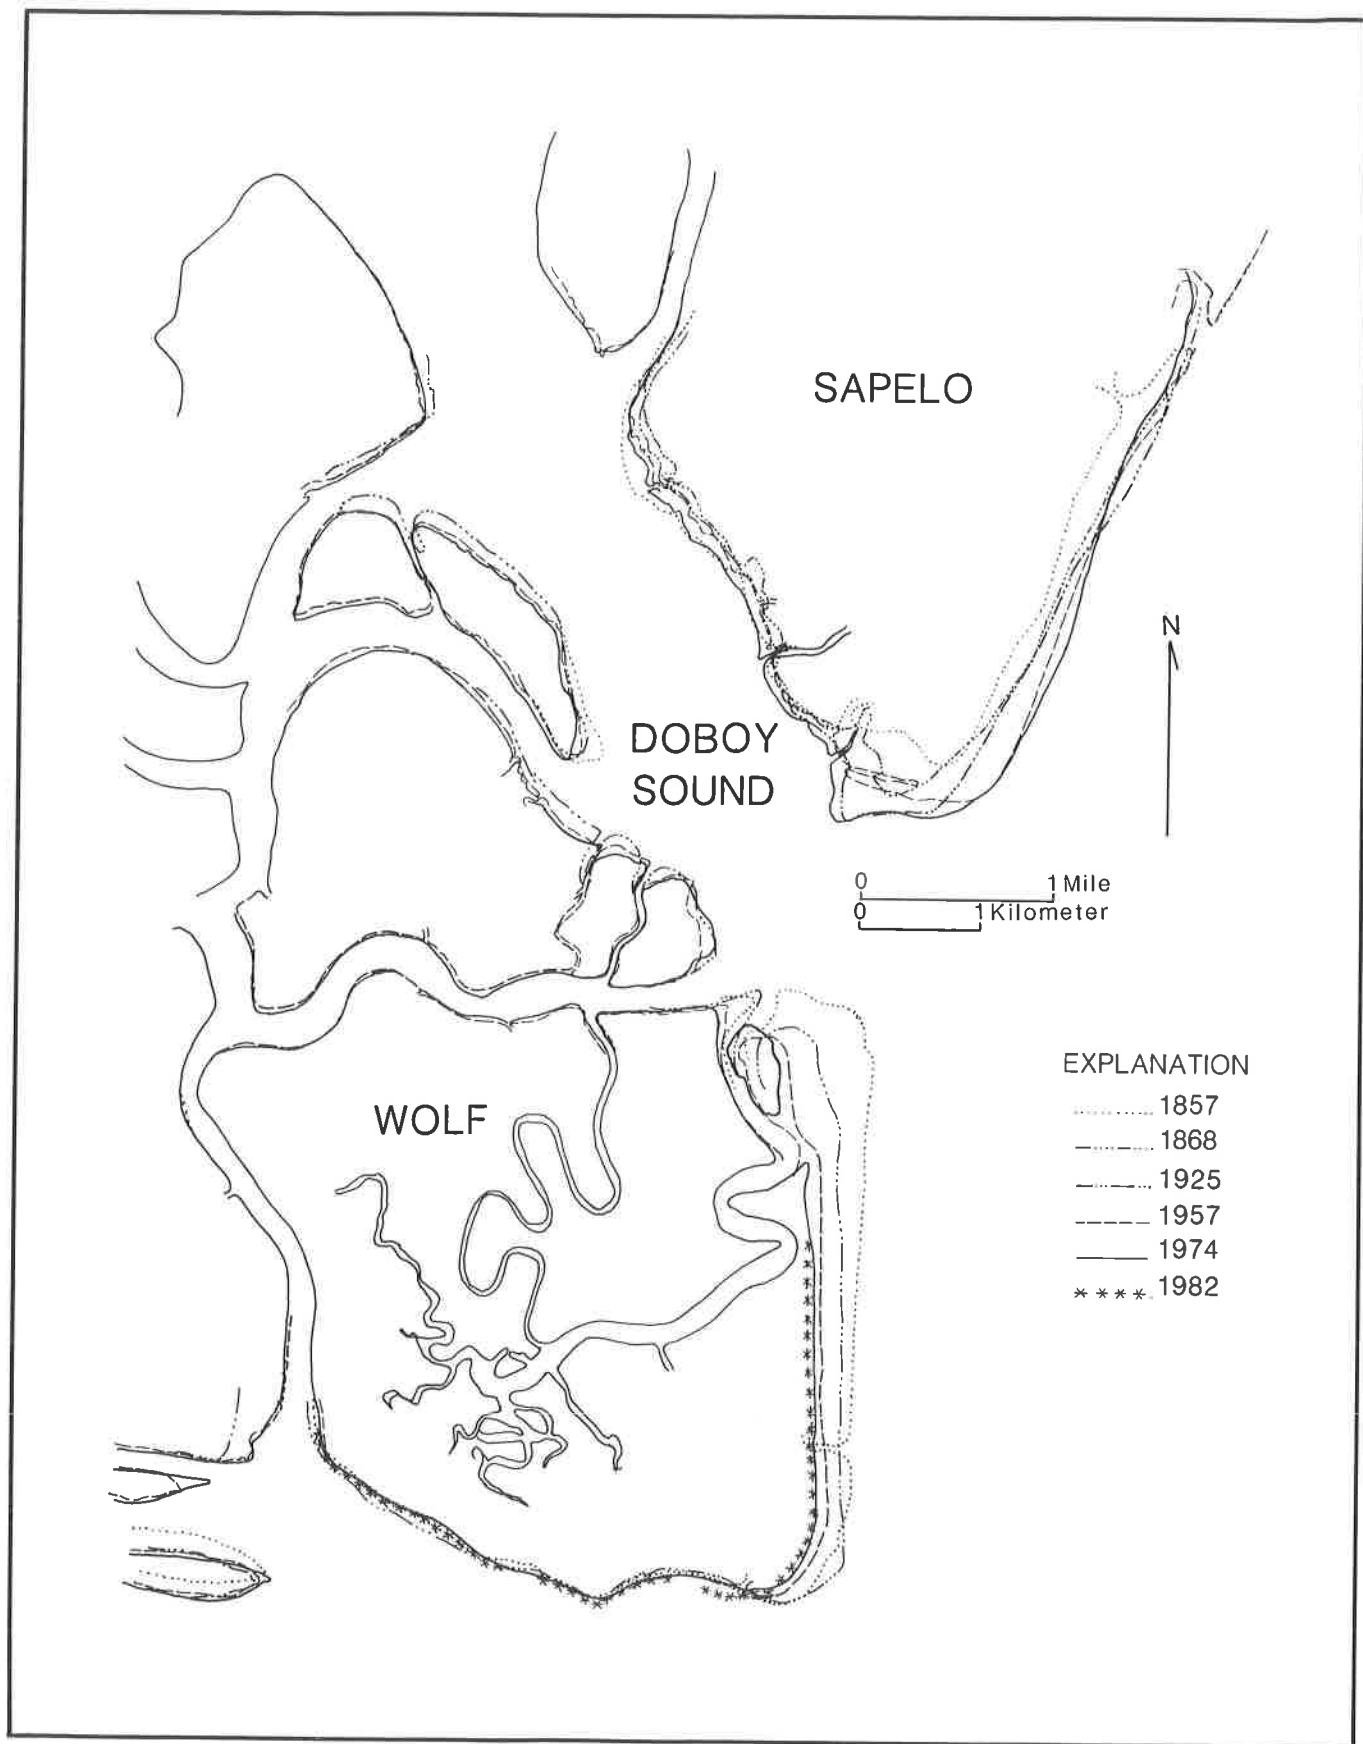 SAPELO
N
DOBOY
SOUND
0 1 Mile
0 1 Kilometer
EXPLANATION
1857
1868
WOLF
1925
1957
1974
1982